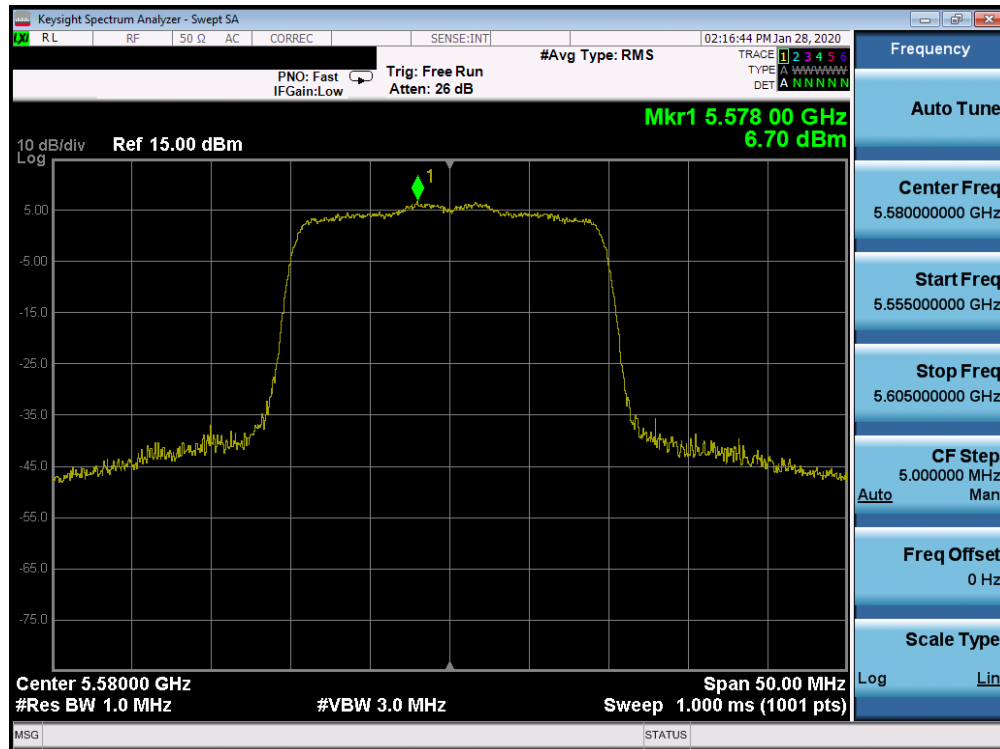 Keysight Spectrum Analyzer - Swept SA
LXI RL RF 50 Ω AC CORREC SENSE:INT 02:16:44 PM Jan 28, 2020
#Avg Type: RMS
TRACE 1 2 3 4 5 6
PNO: Fast Trig: Free Run
TYPE A WWWWW
IFGain:Low Atten: 26 dB
DET A N N N N N
Mkr1 5.578 00 GHz
6.70 dBm
10 dB/div Ref 15.00 dBm
Log
1
5.00
-5.00
-15.0
-25.0
-35.0
-45.0
-55.0
-65.0
-75.0
Center 5.58000 GHz Span 50.00 MHz
#Res BW 1.0 MHz #VBW 3.0 MHz Sweep 1.000 ms (1001 pts)
MSG STATUS
Frequency
Auto Tune
Center Freq
5.580000000 GHz
Start Freq
5.555000000 GHz
Stop Freq
5.605000000 GHz
CF Step
5.000000 MHz
Auto Man
Freq Offset
0 Hz
Scale Type
Log Lin